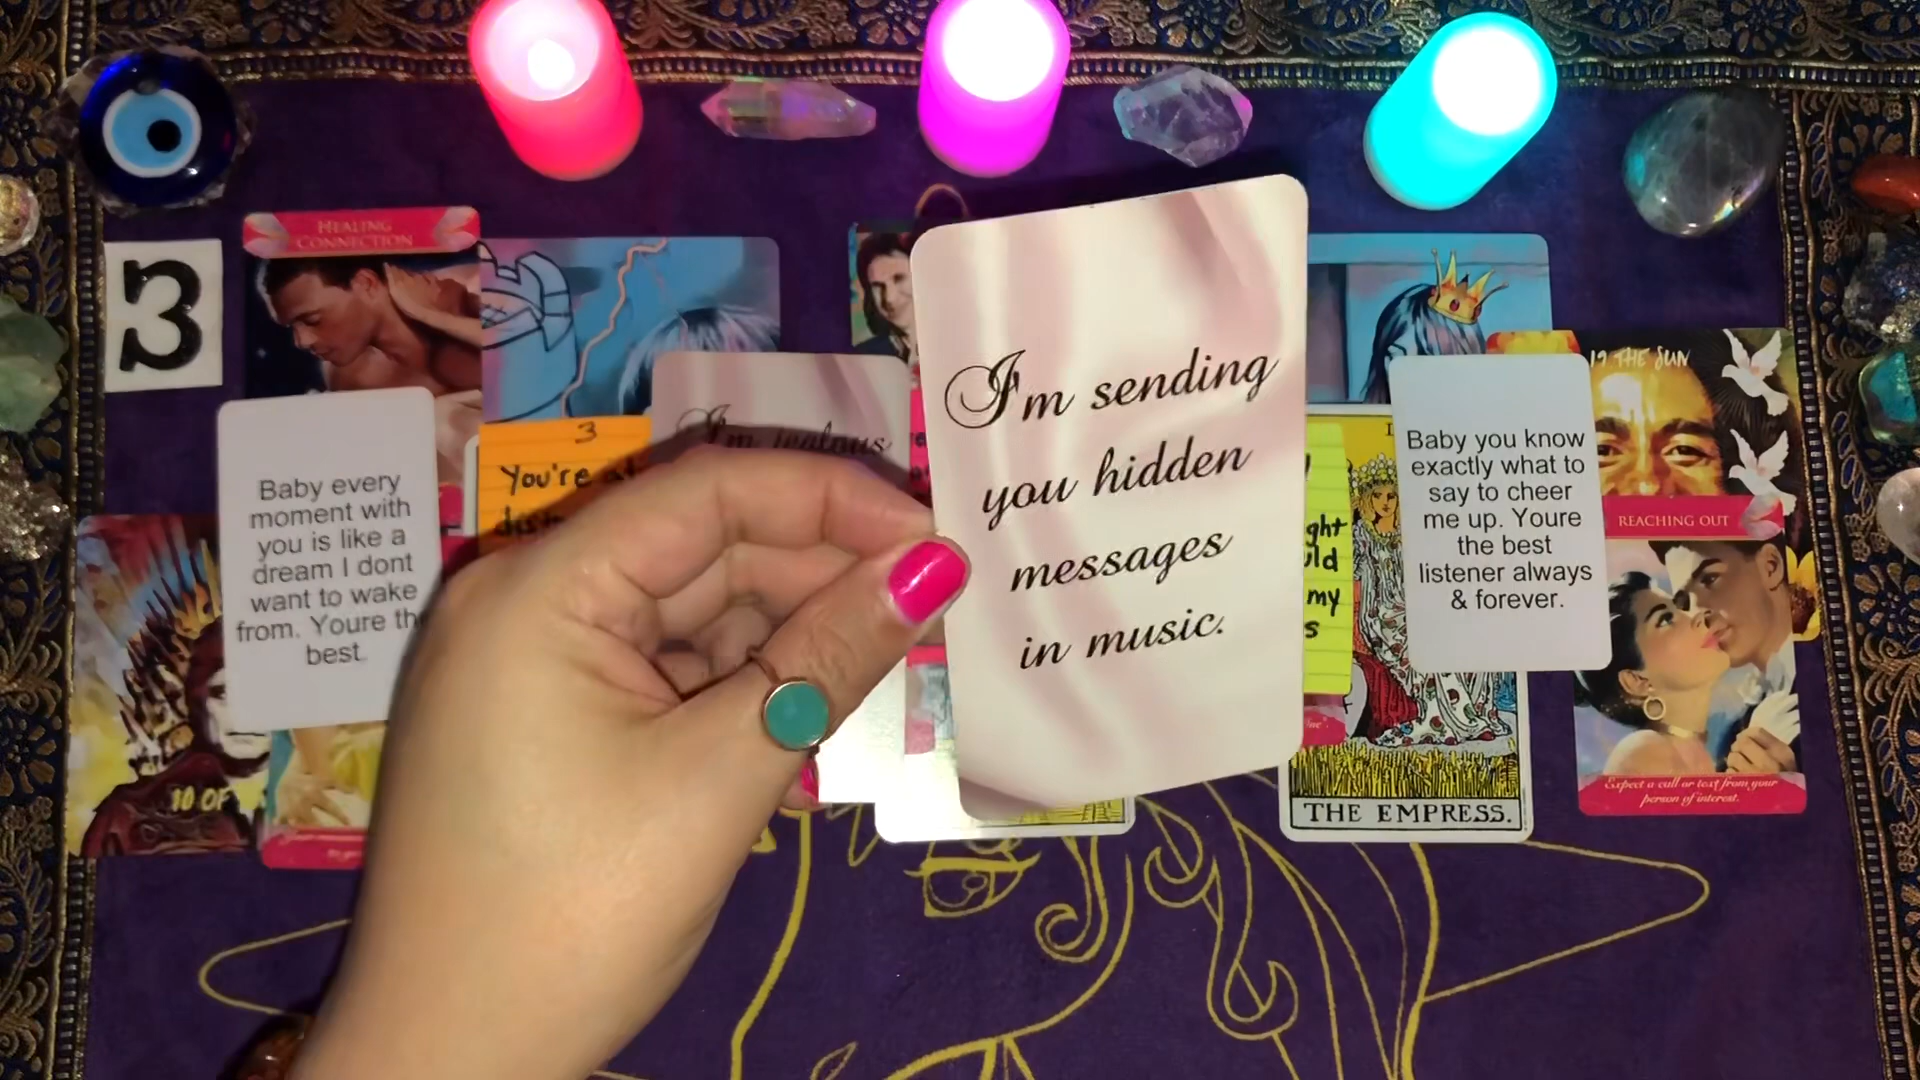 3
HEALING
CONNECTION
I'm jealous
I'm sending
you hidden
messages
in music.
19 THE SUN
3
You're
Baby every
moment with
you is like a
dream I dont
want to wake
from. Youre
best.
ght
my
s
Baby you know
exactly what to
say to cheer
me up. Youre
the best
listener always
& forever.
REACHING OUT
10 OF
THE EMPRESS.
Expect a call or text from your
person of interest.